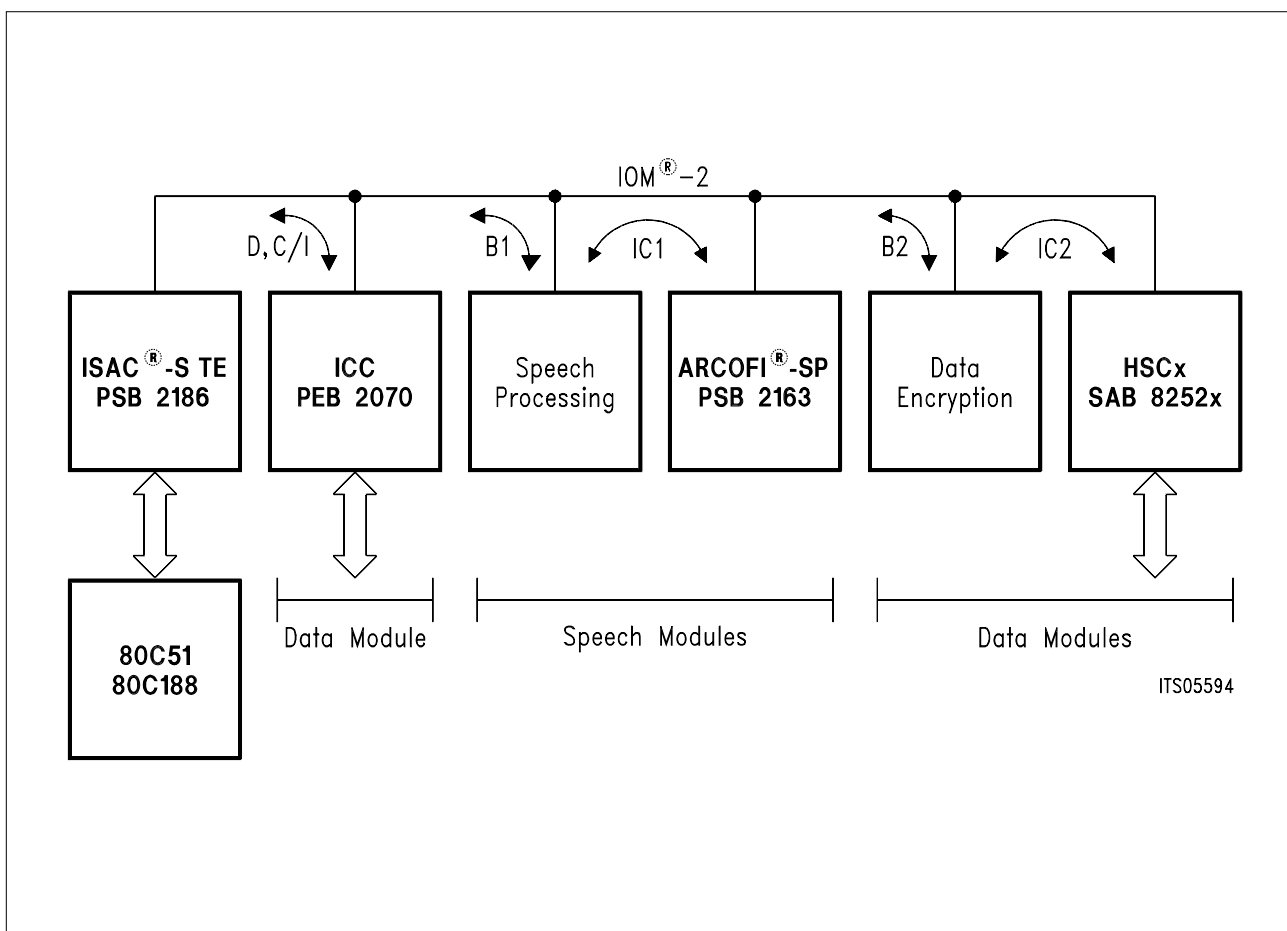 IOM®-2
D, C/I
B1
IC1
B2
IC2
ISAC®-S TE
PSB 2186
ICC
PEB 2070
Speech
Processing
ARCOFI®-SP
PSB 2163
Data
Encryption
HSCx
SAB 8252x
Data Module
Speech Modules
Data Modules
80C51
80C188
ITS05594